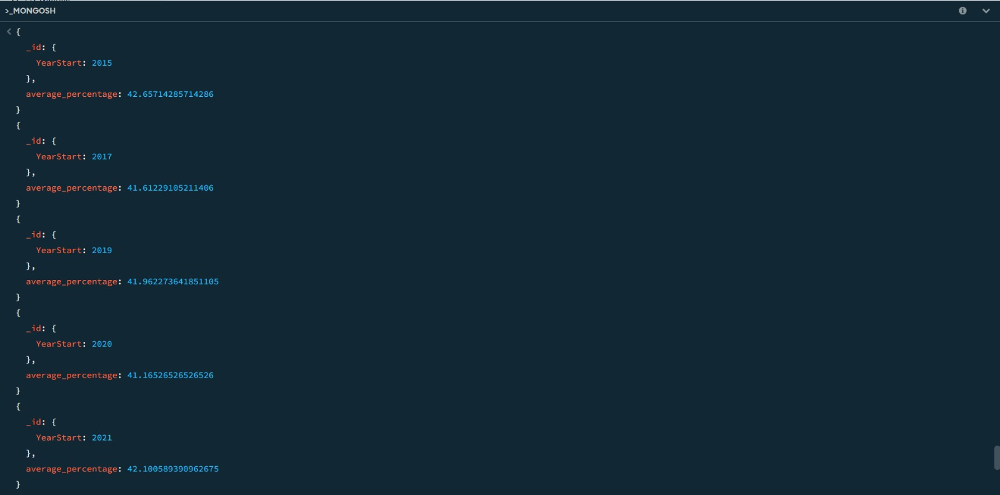 >_MONGOSH
{
_id: {
YearStart: 2015
},
average_percentage: 42.65714285714286
}
{
_id: {
YearStart: 2017
},
average_percentage: 41.61229105211406
}
{
_id: {
YearStart: 2019
},
average_percentage: 41.962273641851105
}
{
_id: {
YearStart: 2020
},
average_percentage: 41.16526526526526
}
{
_id: {
YearStart: 2021
},
average_percentage: 42.100589390962675
}